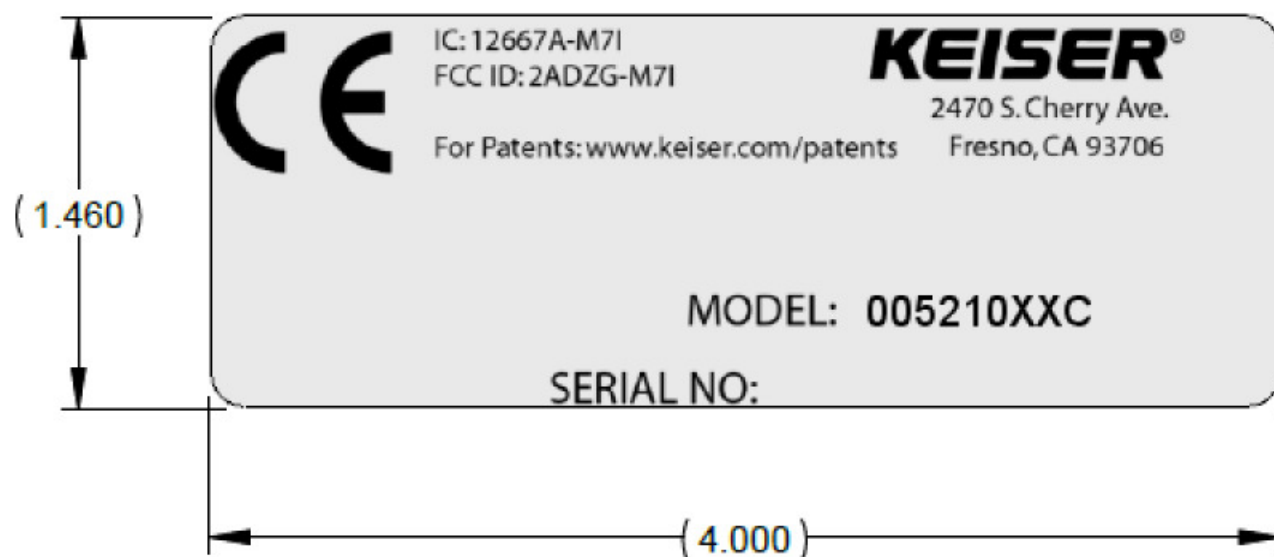 CE
IC: 12667A-M7I
FCC ID: 2ADZG-M7I
For Patents: www.keiser.com/patents
KEISER®
2470 S. Cherry Ave.
Fresno, CA 93706
(1.460)
MODEL: 005210XXC
SERIAL NO:
(4.000)